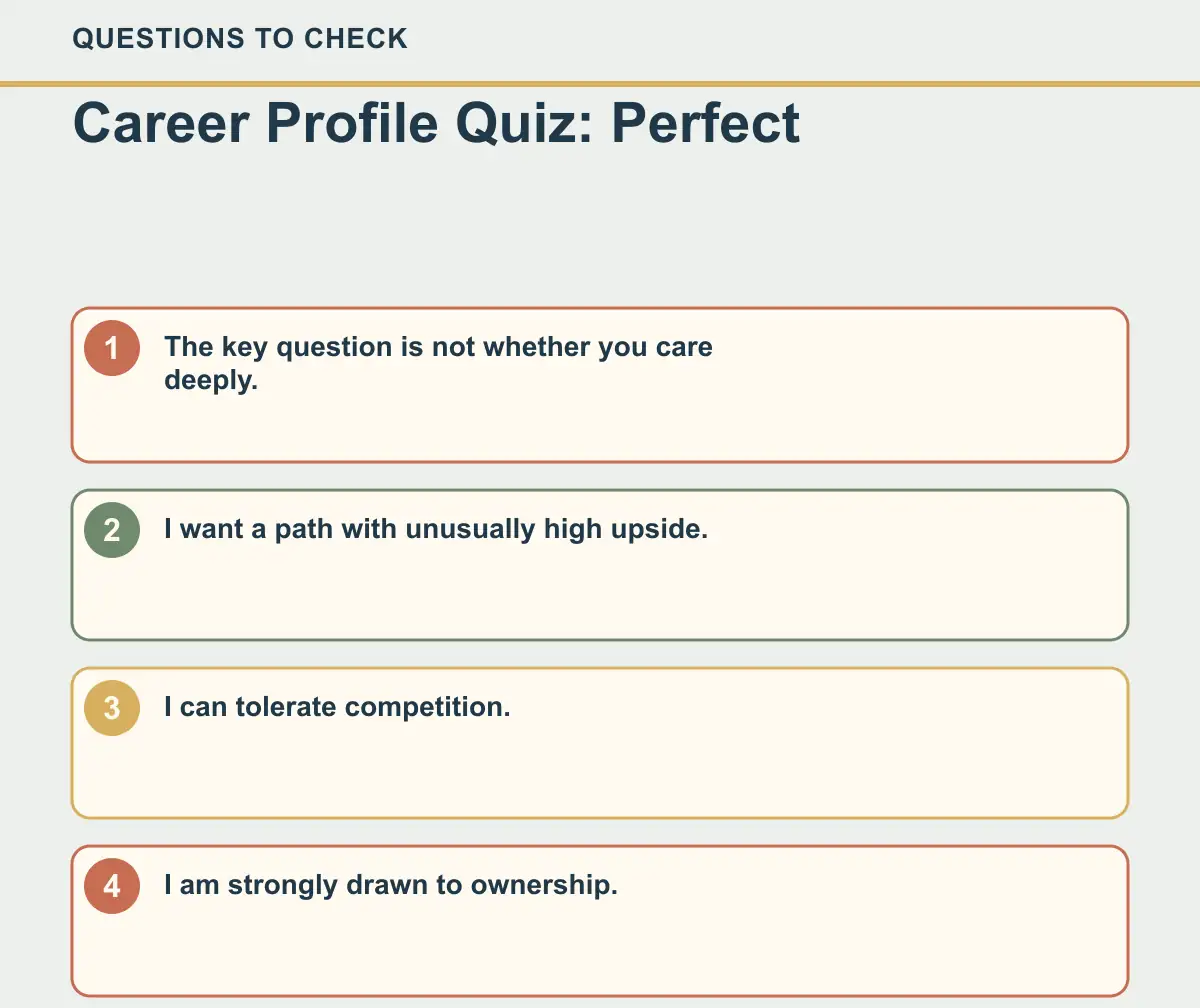 QUESTIONS TO CHECK
Career Profile Quiz: Perfect
1
The key question is not whether you care
deeply.
2
I want a path with unusually high upside.
3
I can tolerate competition.
4
I am strongly drawn to ownership.